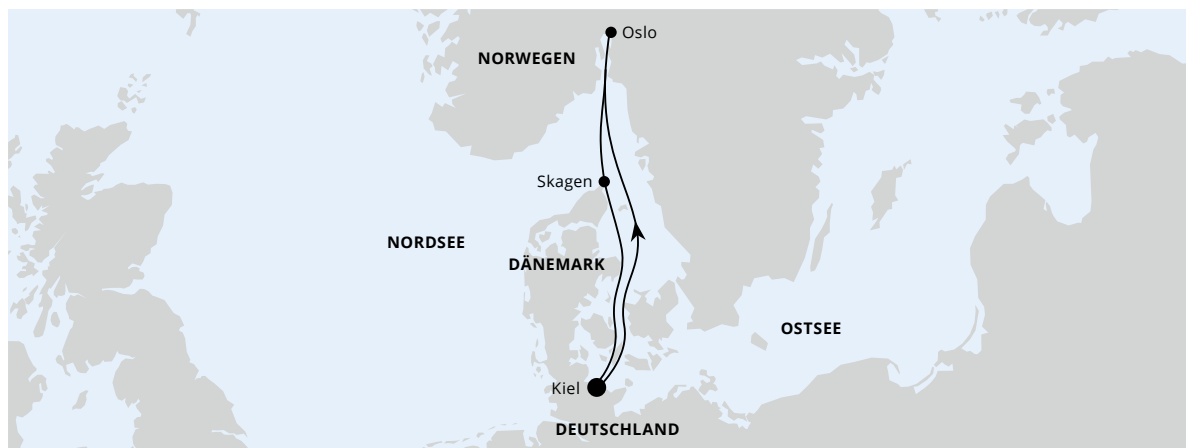 Oslo
NORWEGEN
Skagen
NORDSEE
DÄNEMARK
OSTSEE
Kiel
DEUTSCHLAND